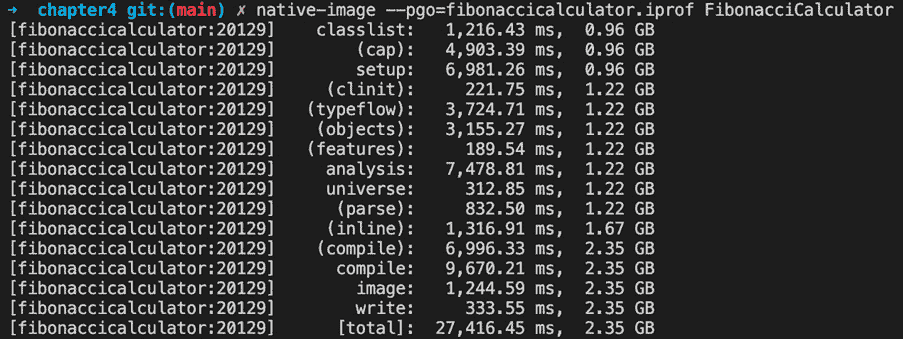 → chapter4 git:(main) ✗ native-image --pgo=fibonaccicalculator.iprof FibonacciCalculator
[fibonaccicalculator:20129]    classlist:   1,216.43 ms,  0.96 GB
[fibonaccicalculator:20129]        (cap):   4,903.39 ms,  0.96 GB
[fibonaccicalculator:20129]        setup:   6,981.26 ms,  0.96 GB
[fibonaccicalculator:20129]     (clinit):     221.75 ms,  1.22 GB
[fibonaccicalculator:20129]   (typeflow):   3,724.71 ms,  1.22 GB
[fibonaccicalculator:20129]    (objects):   3,155.27 ms,  1.22 GB
[fibonaccicalculator:20129]   (features):     189.54 ms,  1.22 GB
[fibonaccicalculator:20129]     analysis:   7,478.81 ms,  1.22 GB
[fibonaccicalculator:20129]     universe:     312.85 ms,  1.22 GB
[fibonaccicalculator:20129]      (parse):     832.50 ms,  1.22 GB
[fibonaccicalculator:20129]     (inline):   1,316.91 ms,  1.67 GB
[fibonaccicalculator:20129]    (compile):   6,996.33 ms,  2.35 GB
[fibonaccicalculator:20129]      compile:   9,670.21 ms,  2.35 GB
[fibonaccicalculator:20129]        image:   1,244.59 ms,  2.35 GB
[fibonaccicalculator:20129]        write:     333.55 ms,  2.35 GB
[fibonaccicalculator:20129]      [total]:  27,416.45 ms,  2.35 GB